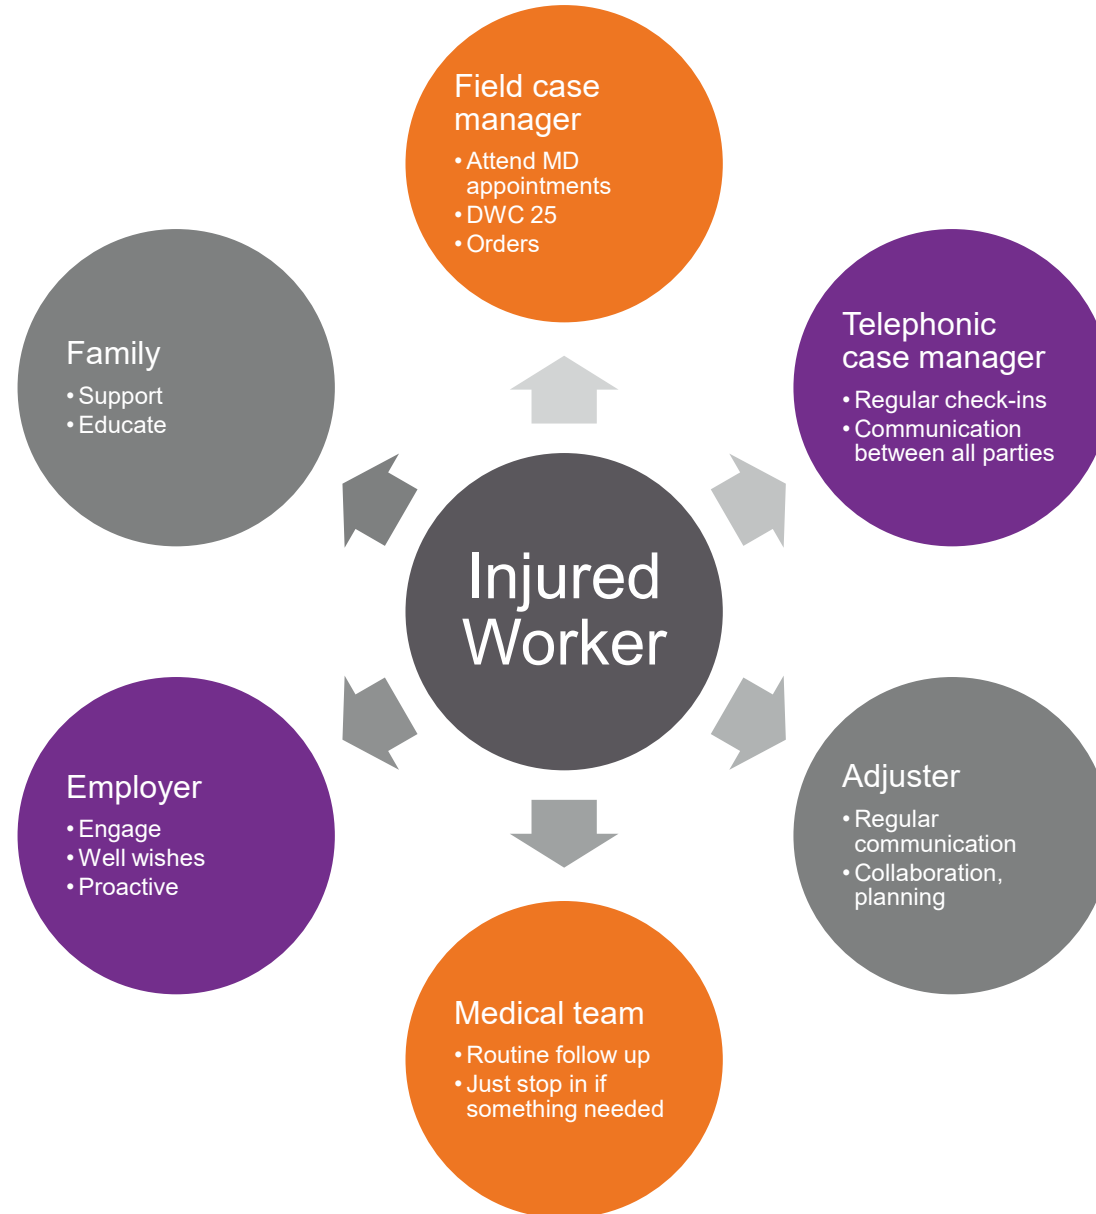 Field case
manager
• Attend MD
appointments
• DWC 25
• Orders
Family
• Support
• Educate
Telephonic
case manager
• Regular check-ins
• Communication
between all parties
Injured
Worker
Employer
• Engage
• Well wishes
• Proactive
Adjuster
• Regular
communication
• Collaboration,
planning
Medical team
• Routine follow up
• Just stop in if
something needed